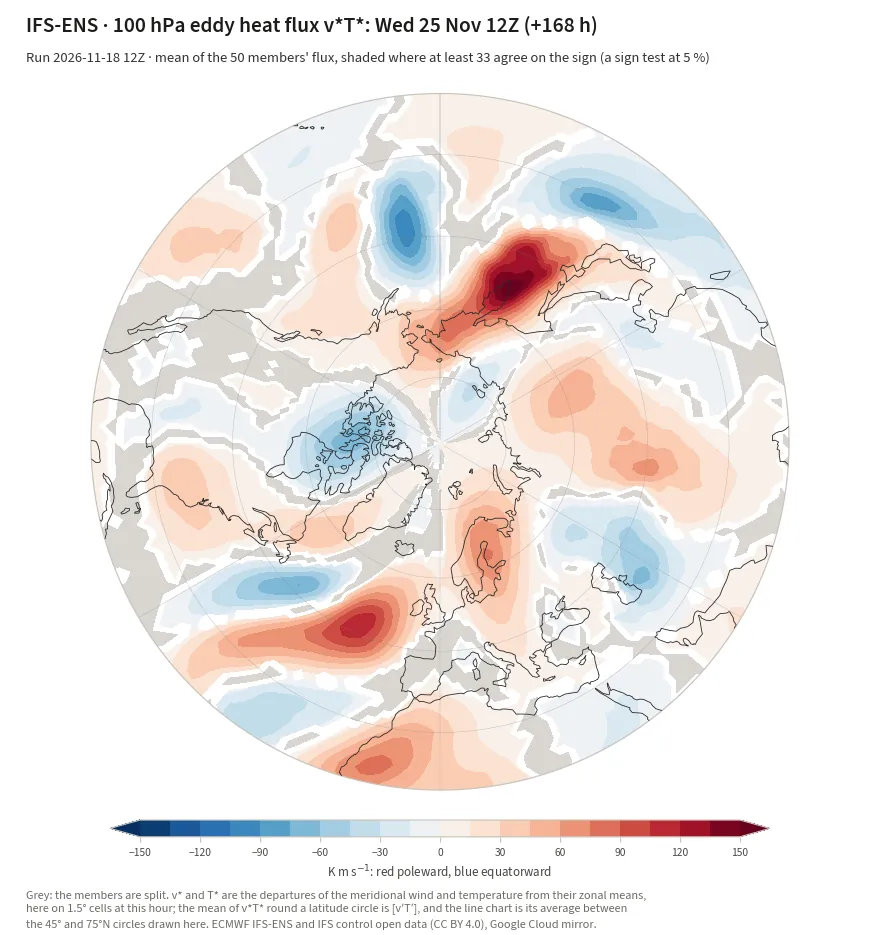 IFS-ENS · 100 hPa eddy heat flux v*T*: Wed 25 Nov 12Z (+168 h)
Run 2026-11-18 12Z · mean of the 50 members' flux, shaded where at least 33 agree on the sign (a sign test at 5 %)
−150 −120 −90 −60 −30 0 30 60 90 120 150
K m s⁻¹: red poleward, blue equatorward
Grey: the members are split. v* and T* are the departures of the meridional wind and temperature from their zonal means,
here on 1.5° cells at this hour; the mean of v*T* round a latitude circle is [v′T′], and the line chart is its average between
the 45° and 75°N circles drawn here. ECMWF IFS-ENS and IFS control open data (CC BY 4.0), Google Cloud mirror.